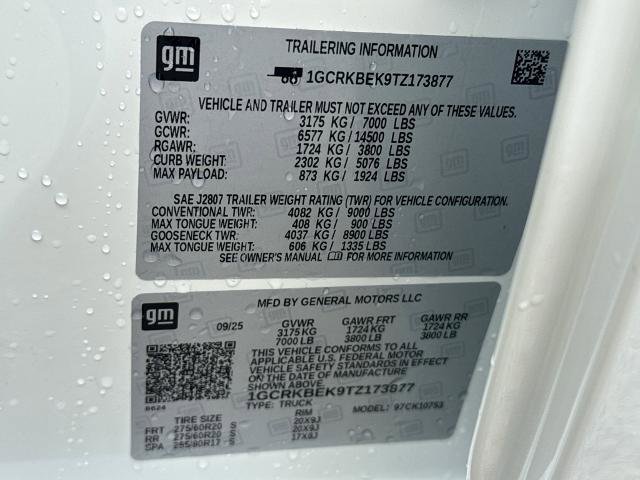 gm
TRAILERING INFORMATION
1GCRKBEK9TZ173877
VEHICLE AND TRAILER MUST NOT EXCEED ANY OF THESE VALUES.
GVWR: 3175 KG / 7000 LBS
GCWR: 6577 KG / 14500 LBS
RGAWR: 1724 KG / 3800 LBS
CURB WEIGHT: 2302 KG / 5076 LBS
MAX PAYLOAD: 873 KG / 1924 LBS
SAE J2807 TRAILER WEIGHT RATING (TWR) FOR VEHICLE CONFIGURATION.
CONVENTIONAL TWR: 4082 KG / 9000 LBS
MAX TONGUE WEIGHT: 408 KG / 900 LBS
GOOSENECK TWR: 4037 KG / 8900 LBS
MAX TONGUE WEIGHT: 606 KG / 1335 LBS
SEE OWNER'S MANUAL FOR MORE INFORMATION
gm
MFD BY GENERAL MOTORS LLC
09/25 GVWR GAWR FRT GAWR RR
3175 KG 1724 KG 1724 KG
7000 LB 3800 LB 3800 LB
THIS VEHICLE CONFORMS TO ALL
APPLICABLE U.S. FEDERAL MOTOR
VEHICLE SAFETY STANDARDS IN EFFECT
ON THE DATE OF MANUFACTURE
SHOWN ABOVE.
1GCRKBEK9TZ173877
8624 TYPE: TRUCK MODEL: 97CK10753
TIRE SIZE RIM
FRT 275/60R20 S 20X9J
RR 275/60R20 S 20X9J
SPA 255/80R17 S 17X8J